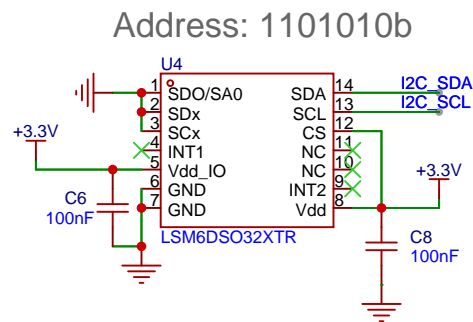 Address: 1101010b
U4
1 SDO/SA0 SDA 14 I2C_SDA
2 SDx SCL 13 I2C_SCL
3 SCx CS 12
+3.3V 4 INT1 NC 11
5 Vdd_IO NC 10 +3.3V
6 GND INT2 9
7 GND Vdd 8
C6
100nF
LSM6DSO32XTR
C8
100nF